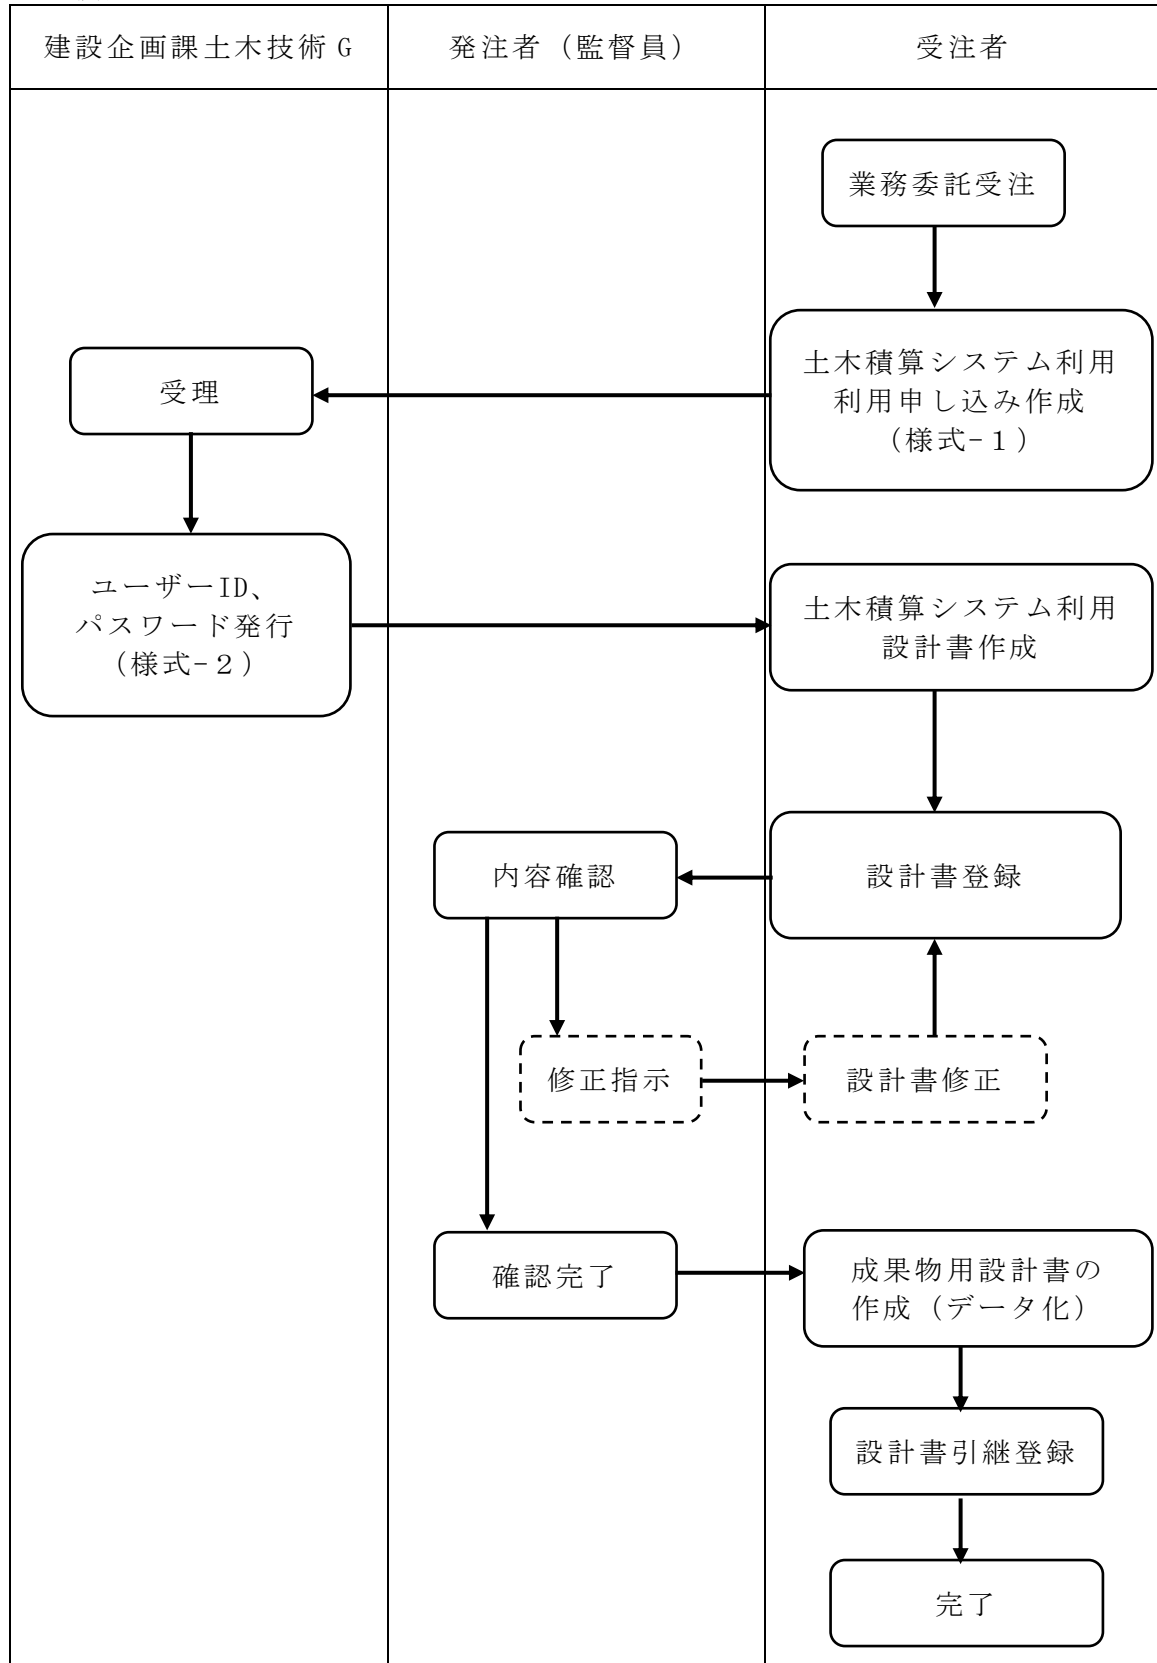 建設企画課土木技術 G
発注者（監督員）
受注者
業務委託受注
土木積算システム利用
利用申し込み作成
（様式-１）
受理
ユーザーID、
パスワード発行
（様式-２）
土木積算システム利用
設計書作成
設計書登録
内容確認
修正指示
設計書修正
確認完了
成果物用設計書の
作成（データ化）
設計書引継登録
完了